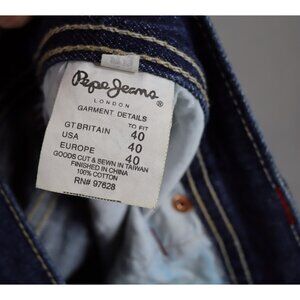 Pepe Jeans
LONDON
GARMENT DETAILS
TO FIT
GT BRITAIN 40
USA 40
EUROPE 40
GOODS CUT & SEWN IN TAIWAN
FINISHED IN CHINA
100% COTTON
RN# 97628